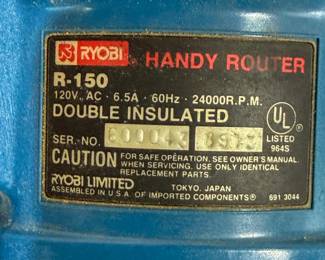 RYOBI HANDY ROUTER
R-150
120V. AC · 6.5A · 60Hz · 24000R.P.M.
DOUBLE INSULATED
UL
SER. NO.
LISTED
964S
CAUTION FOR SAFE OPERATION. SEE OWNER'S MANUAL.
WHEN SERVICING. USE ONLY IDENTICAL
REPLACEMENT PARTS.
RYOBI LIMITED TOKYO. JAPAN
ASSEMBLED IN U.S.A. OF IMPORTED COMPONENTS® 691 3044